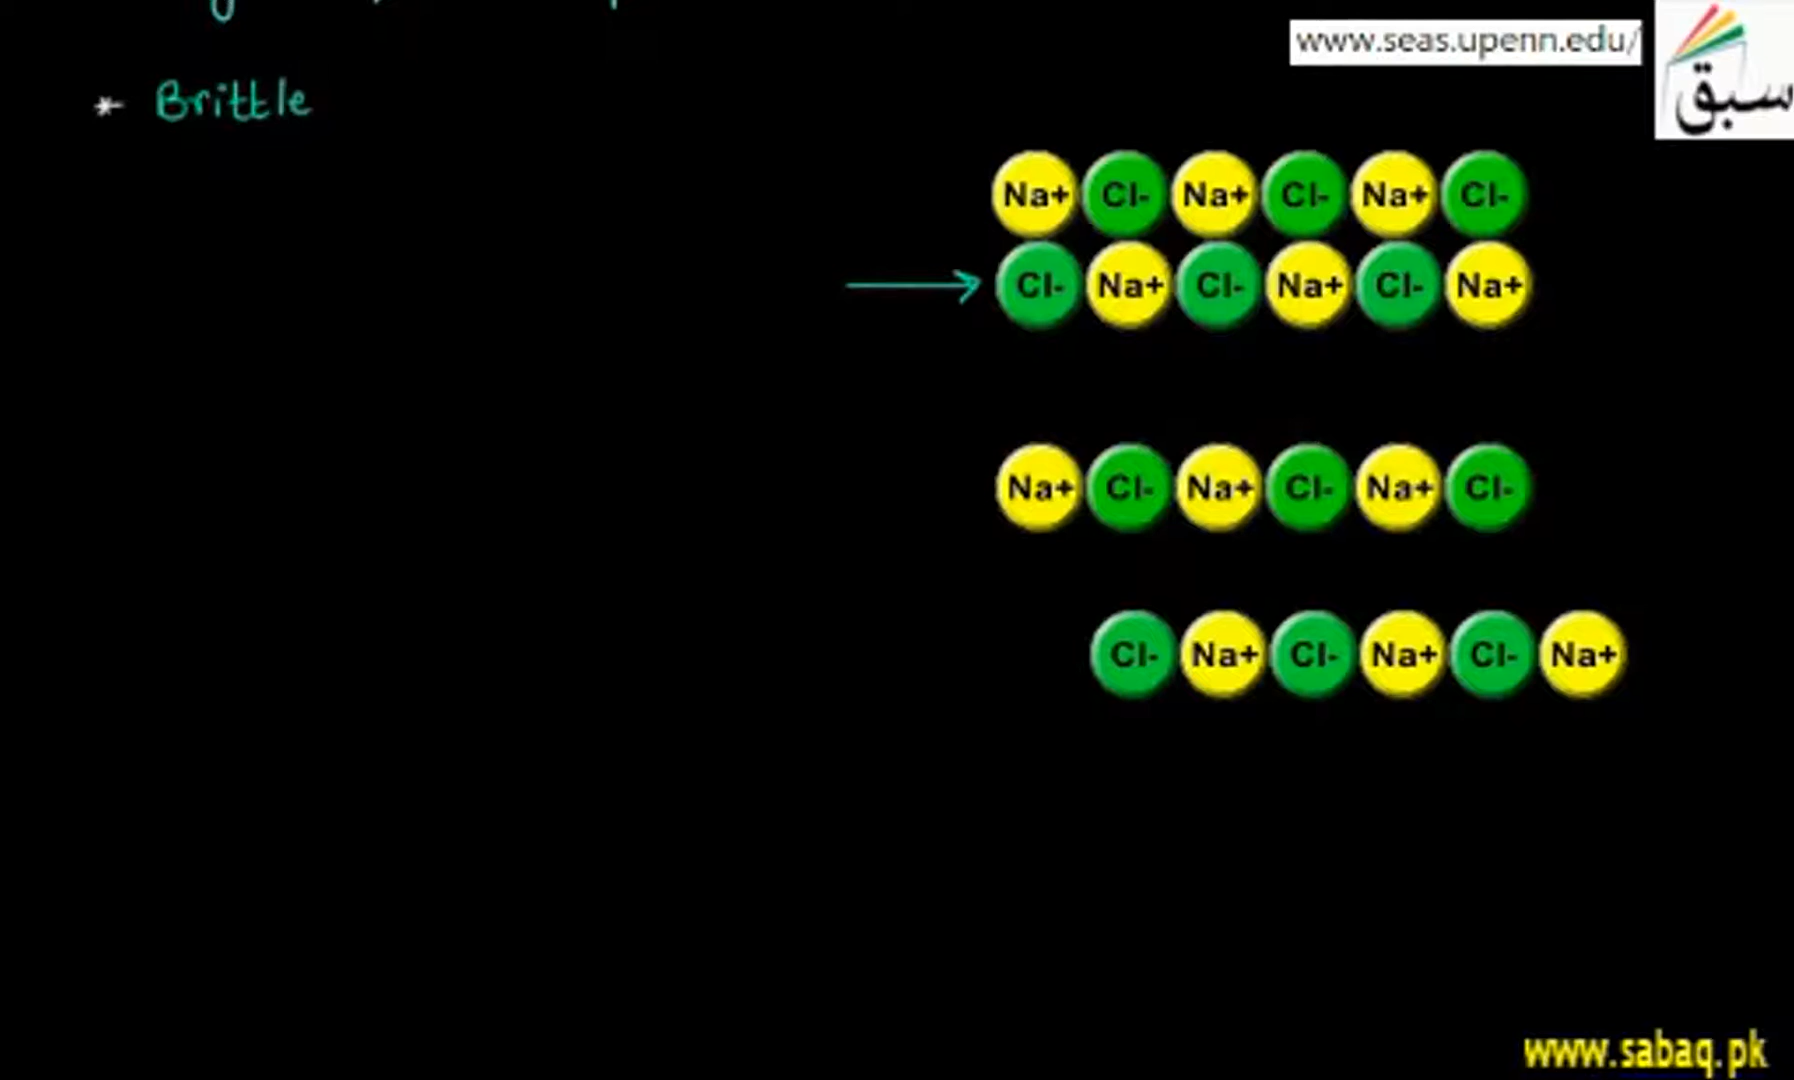 www.seas.upenn.edu/
سبق
* Brittle
Na+ Cl- Na+ Cl- Na+ Cl-
Cl- Na+ Cl- Na+ Cl- Na+
Na+ Cl- Na+ Cl- Na+ Cl-
Cl- Na+ Cl- Na+ Cl- Na+
www.sabaq.pk